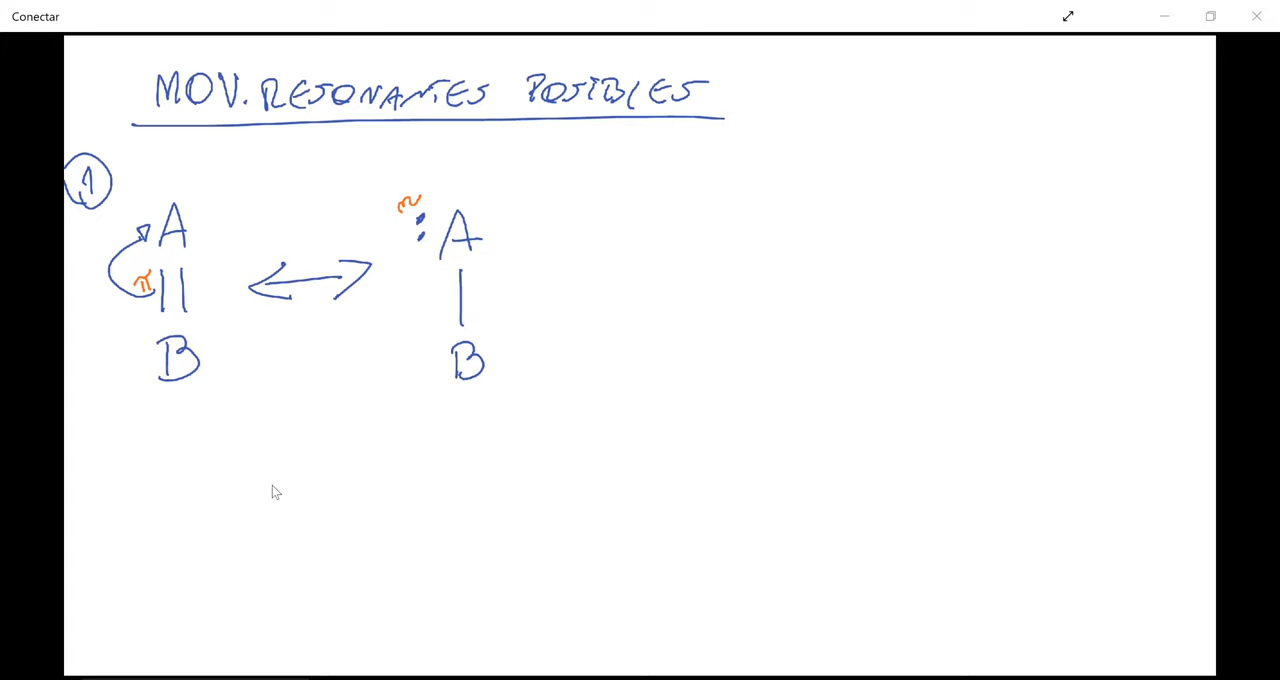 Conectar
MOV. RESONANTES POSIBLES
1
A :A
π
B B